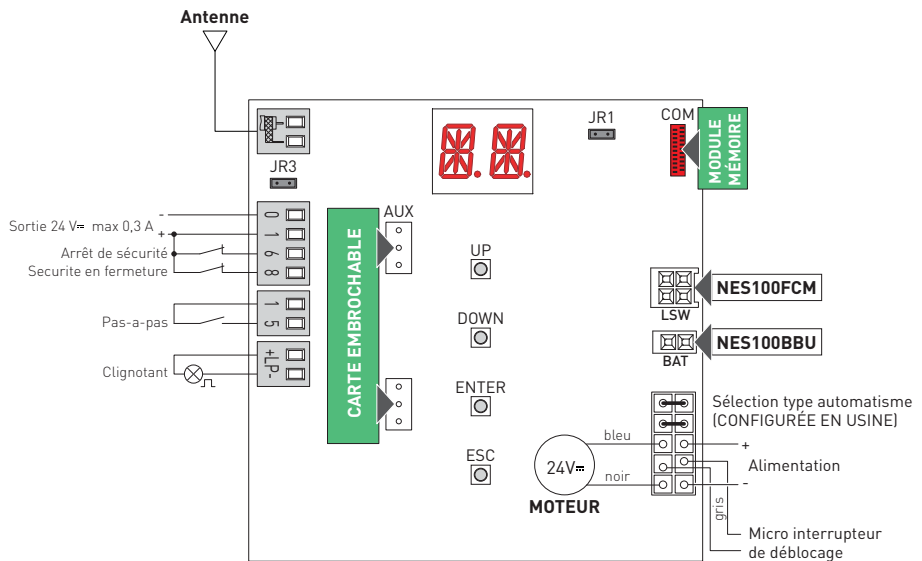 Antenne
JR1
COM
MODULE
MÉMOIRE
JR3
AUX
-
Sortie 24 V⎓ max 0,3 A
+
Arrêt de sécurité
Securite en fermeture
0
1
6
8
Pas-a-pas
1
5
Clignotant
+LP-
CARTE EMBROCHABLE
UP
DOWN
ENTER
ESC
NES100FCM
LSW
NES100BBU
BAT
Sélection type automatisme
(CONFIGURÉE EN USINE)
bleu
+
24V⎓
Alimentation
noir
-
MOTEUR
gris
Micro interrupteur
de déblocage